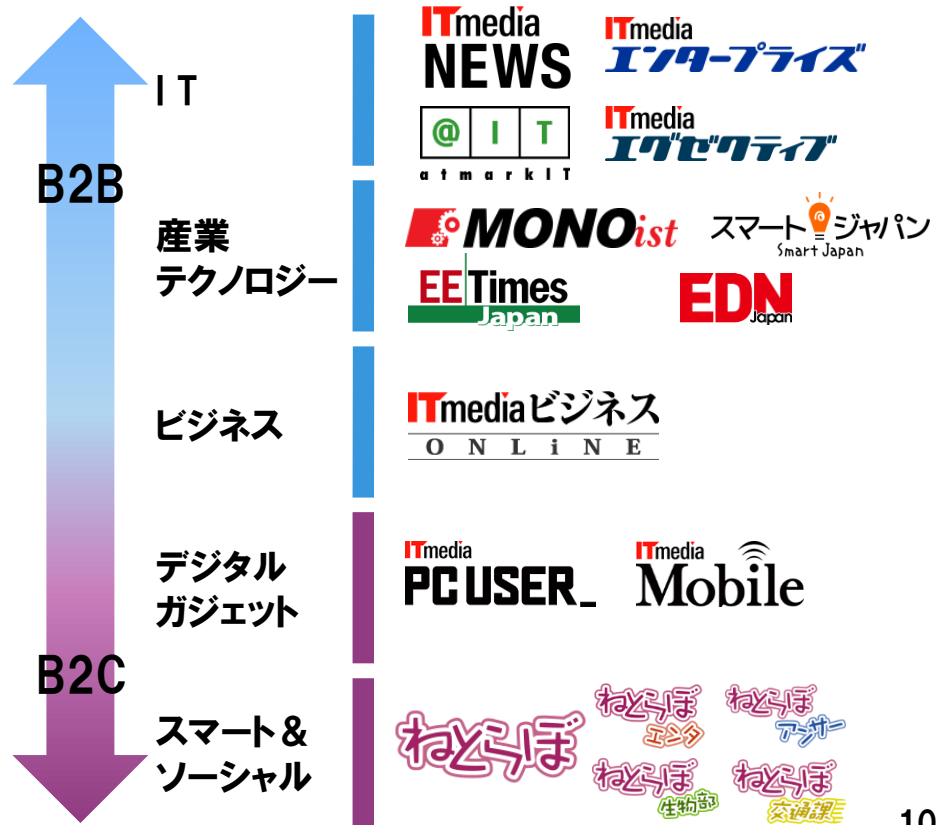 B2B
B2C
IT
ITmedia
NEWS
ITmedia
エンタープライズ
@IT
atmarkIT
ITmedia
エグゼクティブ
産業
テクノロジー
MONOist
スマートジャパン
Smart Japan
EE Times
Japan
EDN
Japan
ビジネス
ITmedia ビジネス
ONLiNE
デジタル
ガジェット
ITmedia
PC USER_
ITmedia
Mobile
スマート&
ソーシャル
ねとらぼ
ねとらぼ
エンタ
ねとらぼ
アンサー
ねとらぼ
生物部
ねとらぼ
交通課
10